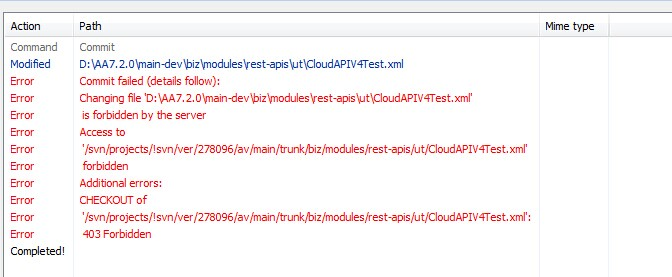 Action Path Mime type
Command Commit
Modified D:\AA7.2.0\main-dev\biz\modules\rest-apis\ut\CloudAPIV4Test.xml
Error Commit failed (details follow):
Error Changing file 'D:\AA7.2.0\main-dev\biz\modules\rest-apis\ut\CloudAPIV4Test.xml'
Error is forbidden by the server
Error Access to
Error '/svn/projects/!svn/ver/278096/av/main/trunk/biz/modules/rest-apis/ut/CloudAPIV4Test.xml'
Error forbidden
Error Additional errors:
Error CHECKOUT of
Error '/svn/projects/!svn/ver/278096/av/main/trunk/biz/modules/rest-apis/ut/CloudAPIV4Test.xml':
Error 403 Forbidden
Completed!